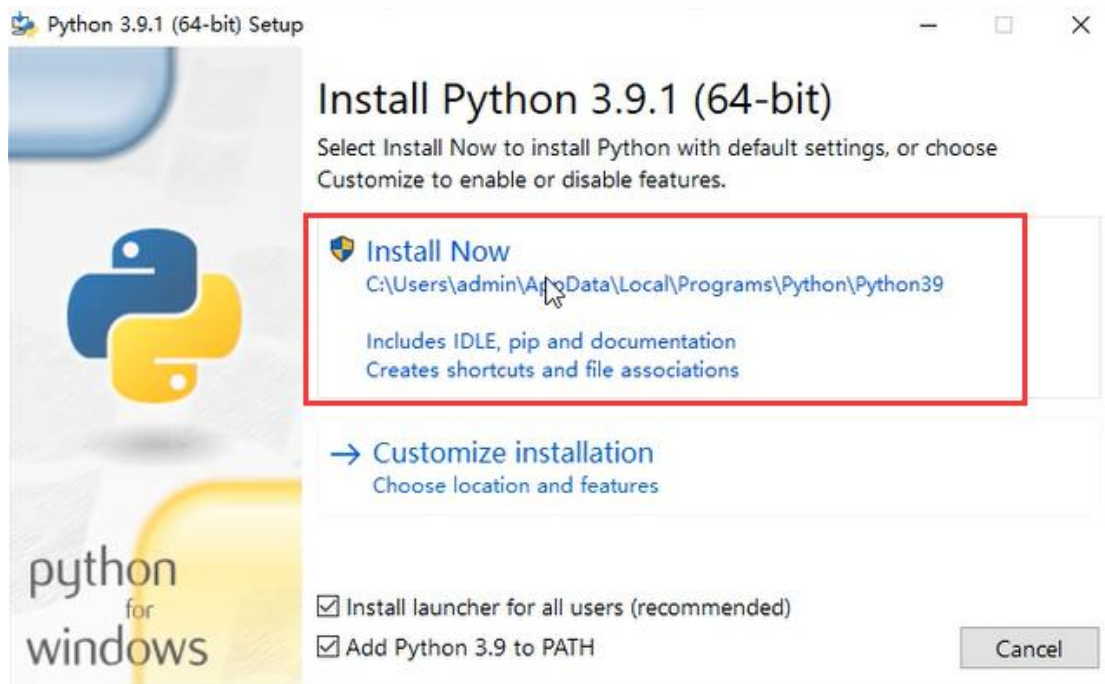 Python 3.9.1 (64-bit) Setup
Install Python 3.9.1 (64-bit)
Select Install Now to install Python with default settings, or choose
Customize to enable or disable features.
Install Now
C:\Users\admin\AppData\Local\Programs\Python\Python39
Includes IDLE, pip and documentation
Creates shortcuts and file associations
Customize installation
Choose location and features
python
for
windows
Install launcher for all users (recommended)
Add Python 3.9 to PATH
Cancel